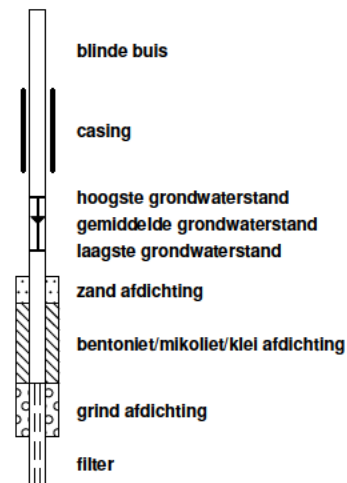 blinde buis
casing
hoogste grondwaterstand
gemiddelde grondwaterstand
laagste grondwaterstand
zand afdichting
bentoniet/mikoliet/klei afdichting
grind afdichting
filter